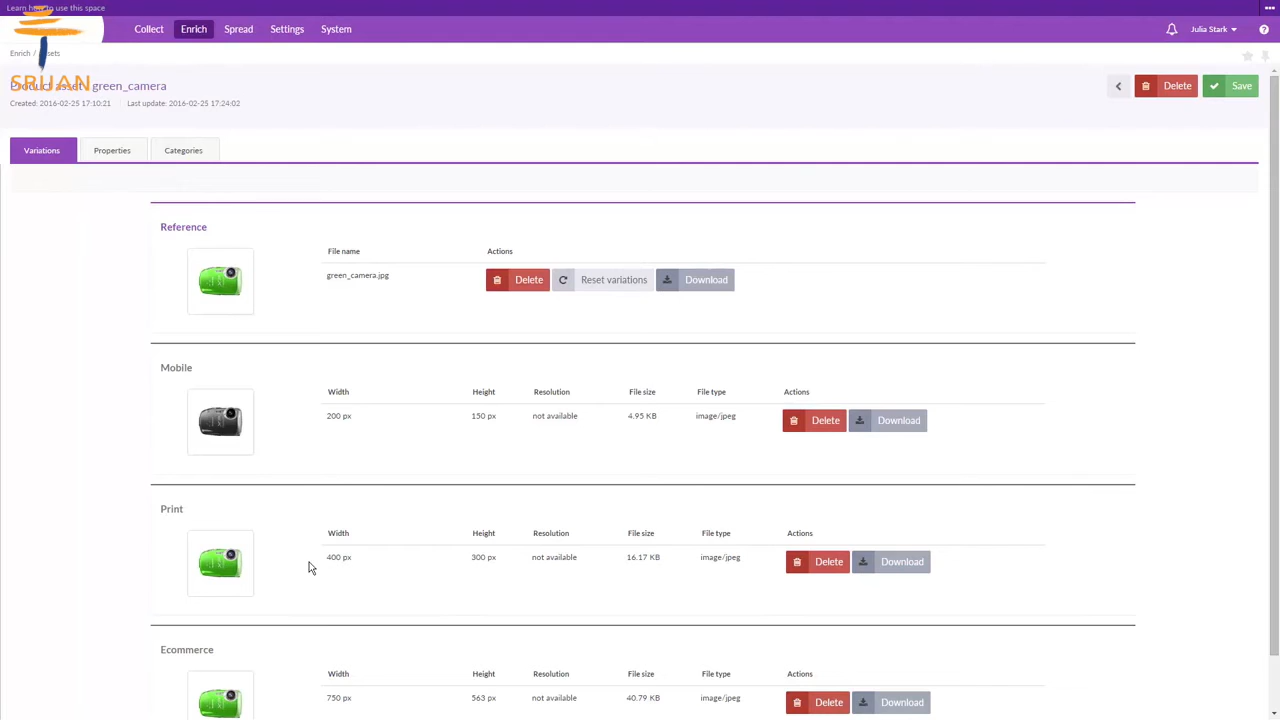 Learn how to use this space
Collect Enrich Spread Settings System
Julia Stark
Enrich / Assets
SRIJAN
Product asset green_camera
Created: 2016-02-25 17:10:21 Last update: 2016-02-25 17:24:02
Delete Save
Variations Properties Categories
Reference
File name Actions
green_camera.jpg Delete Reset variations Download
Mobile
Width Height Resolution File size File type Actions
200 px 150 px not available 4.95 KB image/jpeg Delete Download
Print
Width Height Resolution File size File type Actions
400 px 300 px not available 16.17 KB image/jpeg Delete Download
Ecommerce
Width Height Resolution File size File type Actions
750 px 563 px not available 40.79 KB image/jpeg Delete Download